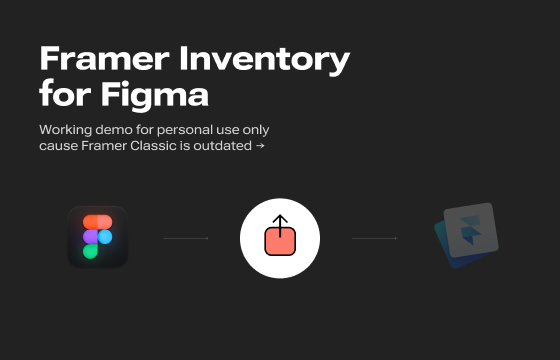 Framer Inventory
for Figma
Working demo for personal use only
cause Framer Classic is outdated →